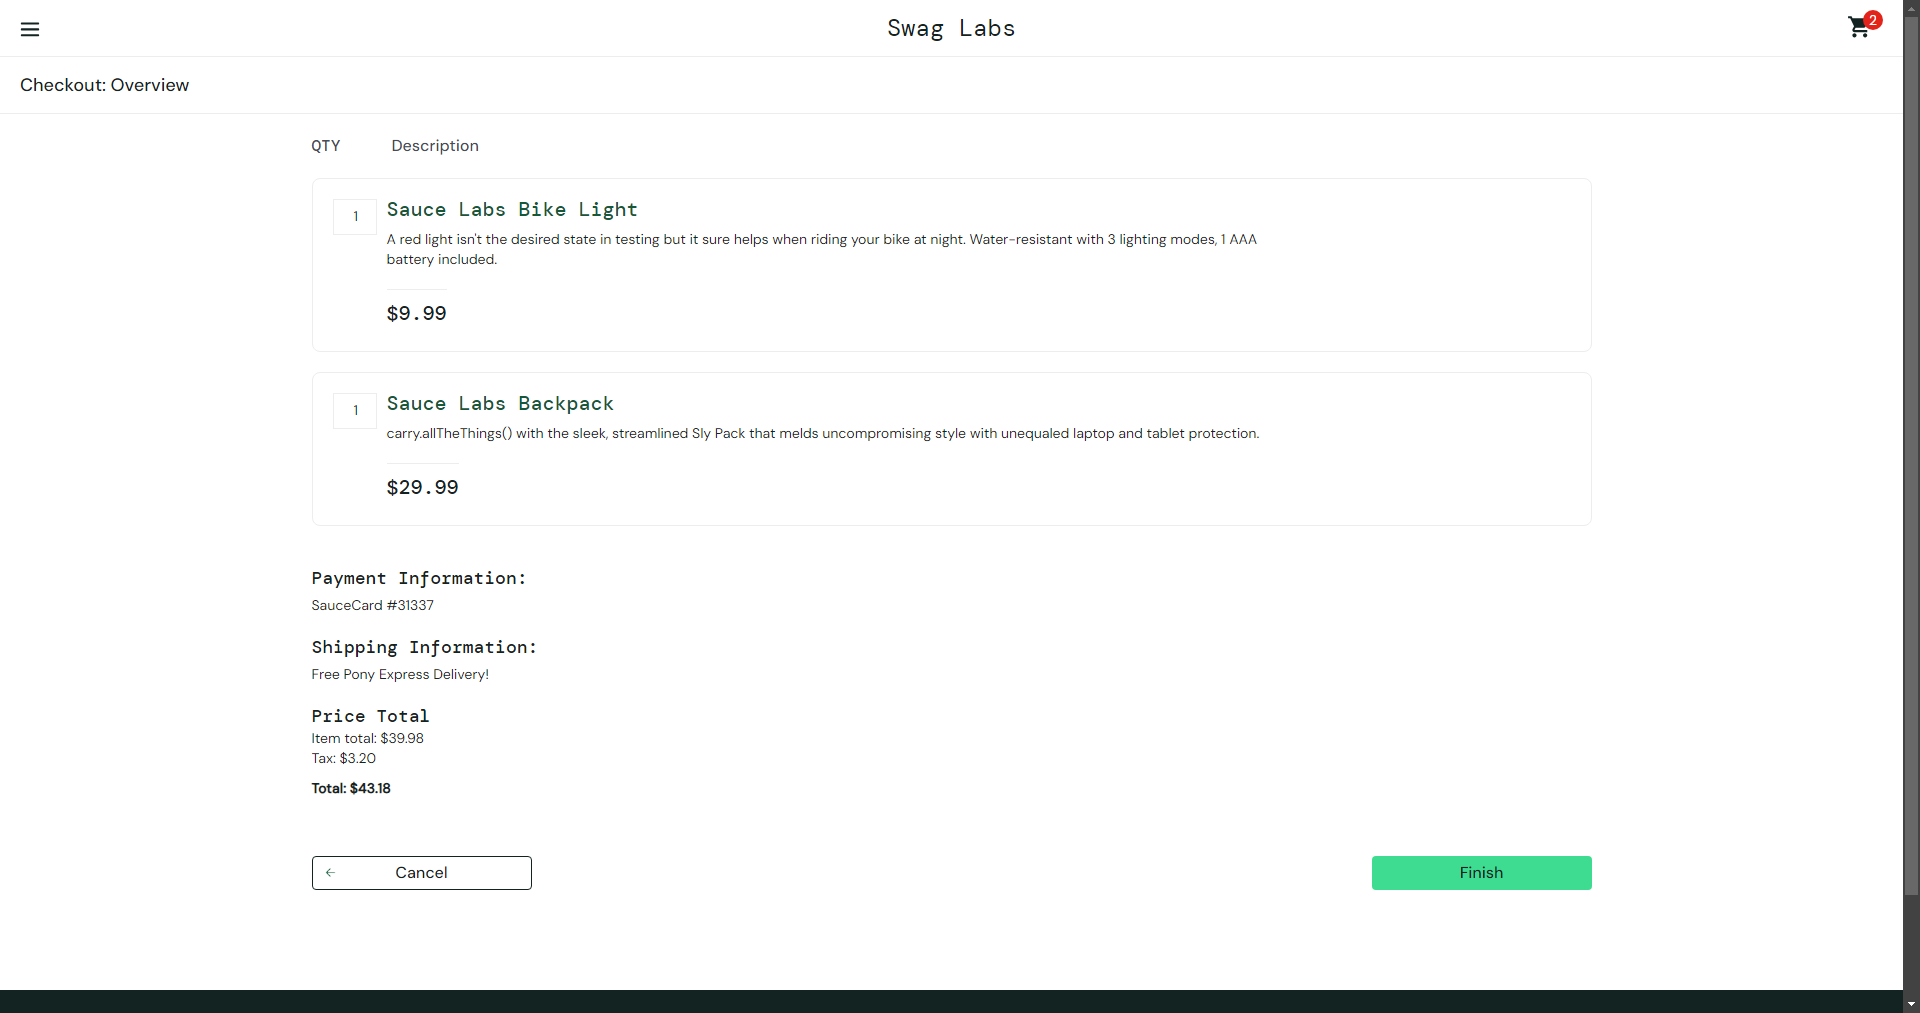 Swag Labs
2
Checkout: Overview
QTY Description
1
Sauce Labs Bike Light
A red light isn't the desired state in testing but it sure helps when riding your bike at night. Water-resistant with 3 lighting modes, 1 AAA
battery included.
$9.99
1
Sauce Labs Backpack
carry.allTheThings() with the sleek, streamlined Sly Pack that melds uncompromising style with unequaled laptop and tablet protection.
$29.99
Payment Information:
SauceCard #31337
Shipping Information:
Free Pony Express Delivery!
Price Total
Item total: $39.98
Tax: $3.20
Total: $43.18
Cancel
Finish